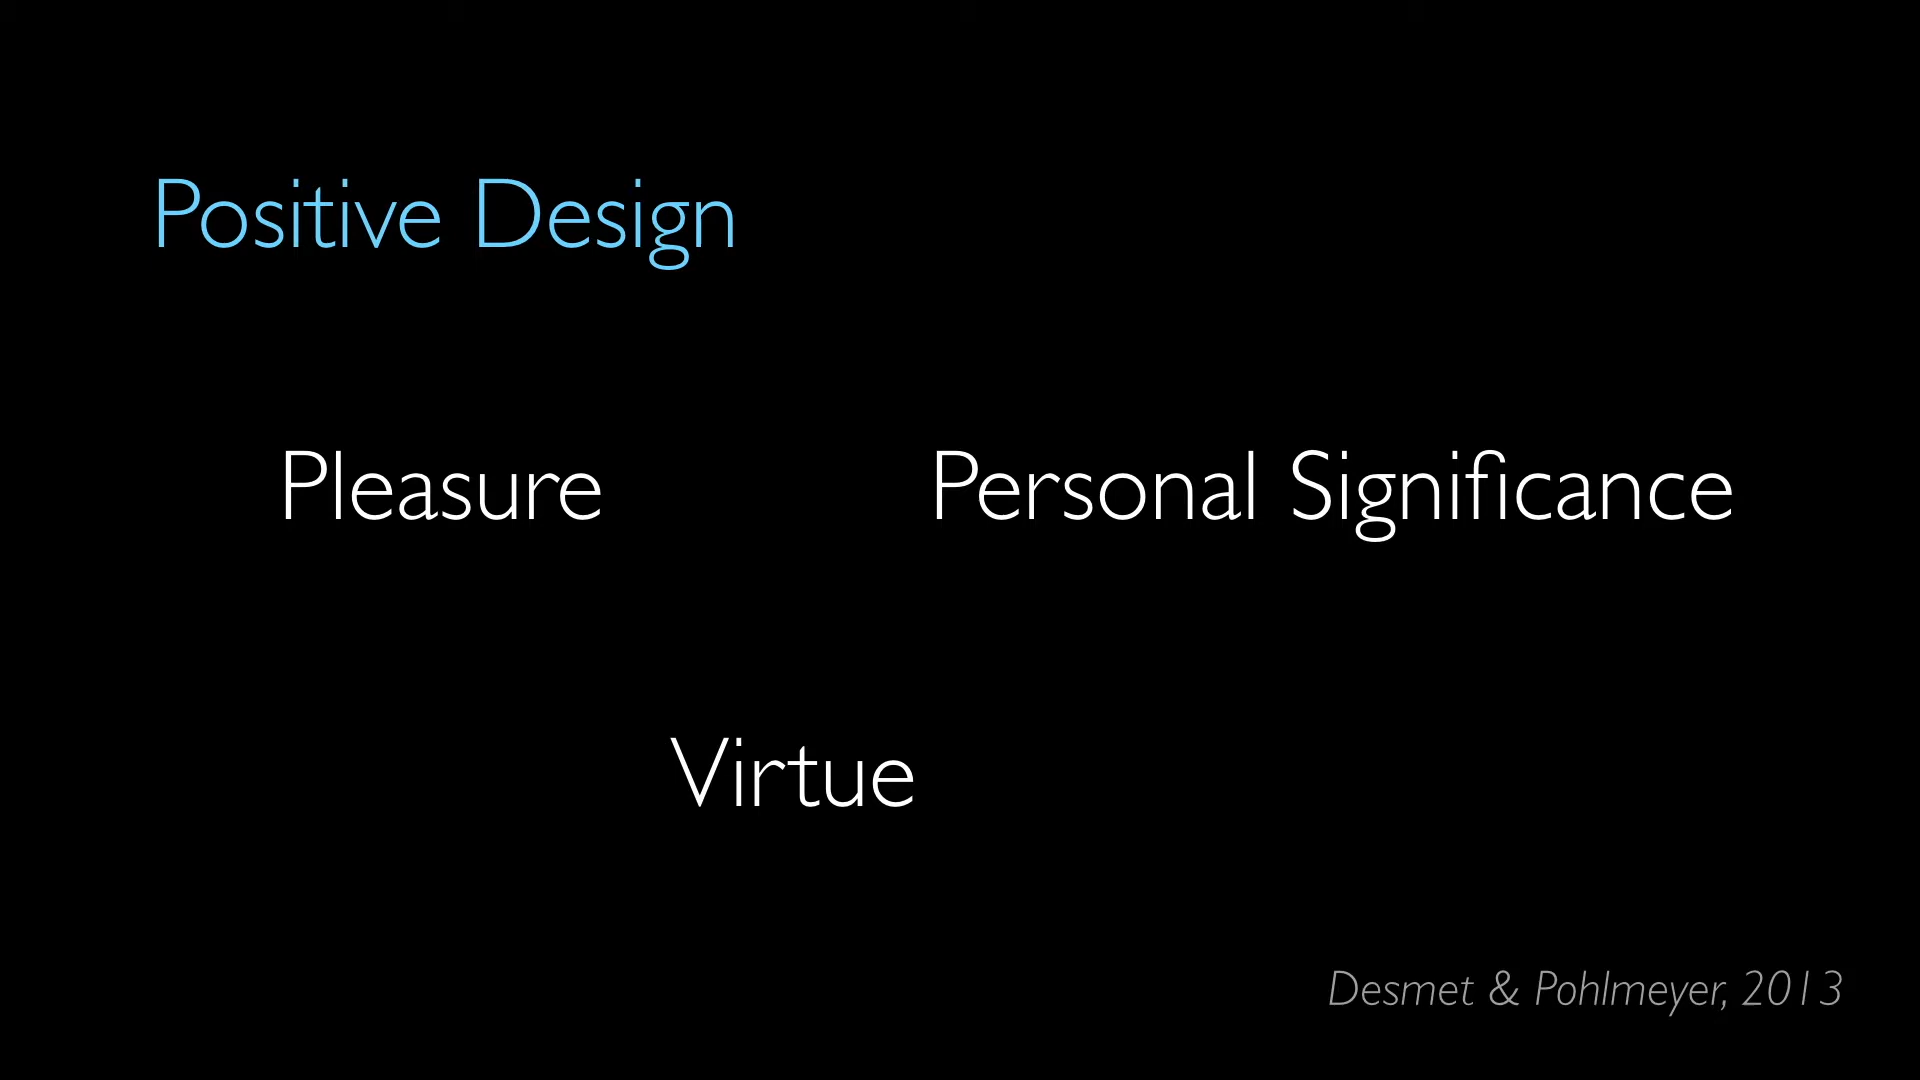 Positive Design
Pleasure
Personal Significance
Virtue
Desmet & Pohlmeyer, 2013